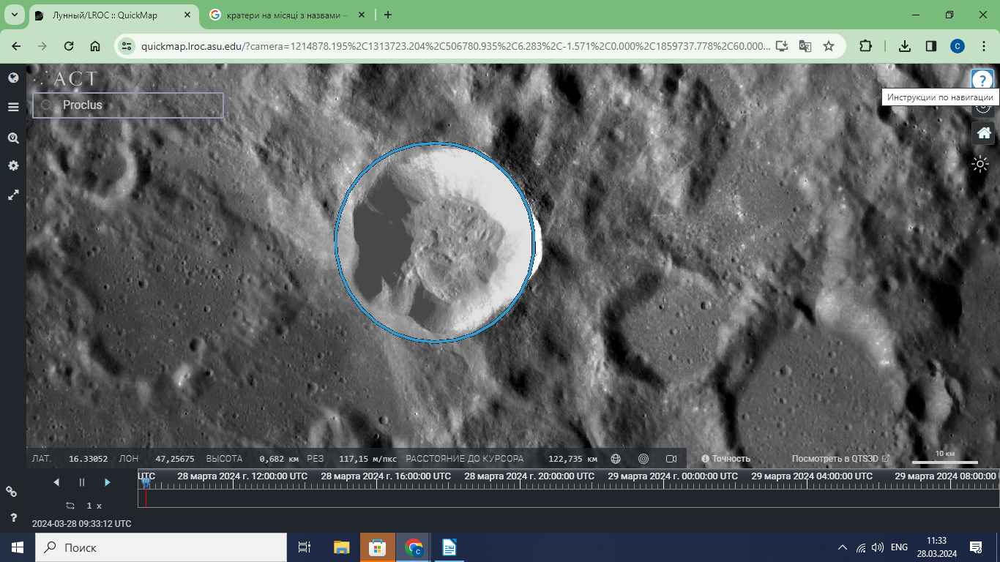 Лунный/LROC :: QuickMap
кратери на місяці з назвами –
quickmap.lroc.asu.edu/?camera=1214878.195%2C1313723.204%2C506780.935%2C6.283%2C-1.571%2C0.000%2C1859737.778%2C60.000...
C
ACT
?
Proclus
Инструкции по навигации
ЛАТ. 16.33052 ЛОН 47,25675 ВЫСОТА 0,682 км РЕЗ 117,15 м/пкс РАССТОЯНИЕ ДО КУРСОРА 122,735 км
Точность
Посмотреть в QTS3D
10 км
UTC 28 марта 2024 г. 12:00:00 UTC 28 марта 2024 г. 16:00:00 UTC 28 марта 2024 г. 20:00:00 UTC 29 марта 2024 г. 00:00:00 UTC 29 марта 2024 г. 04:00:00 UTC 29 марта 2024 г. 08:00:00
1 x
?
2024-03-28 09:33:12 UTC
Поиск
C
ENG
11:33
28.03.2024